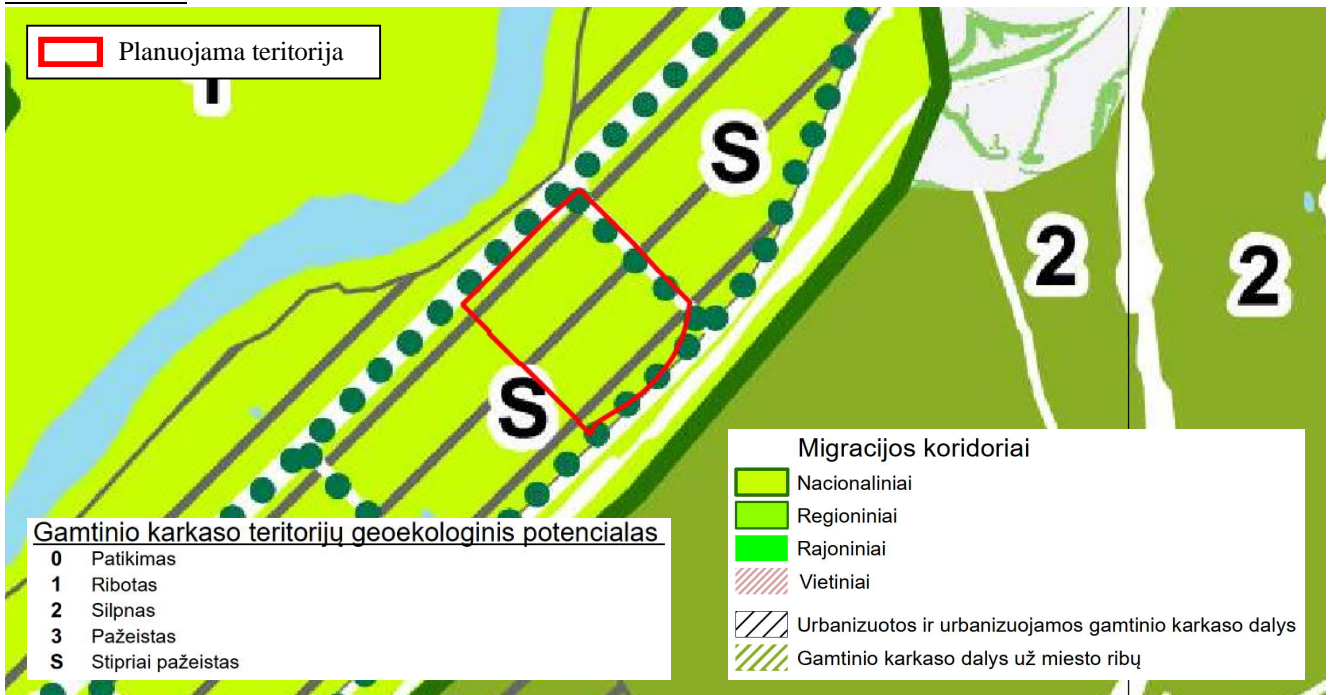 Planuojama teritorija
1
S
2
2
S
Migracijos koridoriai
Nacionaliniai
Regioniniai
Rajoniniai
Vietiniai
Urbanizuotos ir urbanizuojamos gamtinio karkaso dalys
Gamtinio karkaso dalys už miesto ribų
Gamtinio karkaso teritorijų geoekologinis potencialas
0 Patikimas
1 Ribotas
2 Silpnas
3 Pažeistas
S Stipriai pažeistas